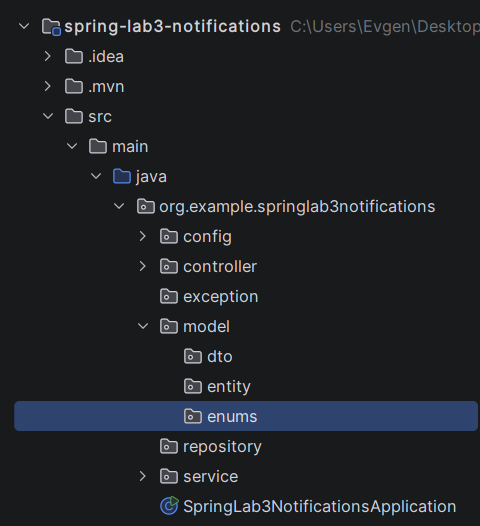 spring-lab3-notifications C:\Users\Evgen\Desktop
.idea
.mvn
src
main
java
org.example.springlab3notifications
config
controller
exception
model
dto
entity
enums
repository
service
SpringLab3NotificationsApplication